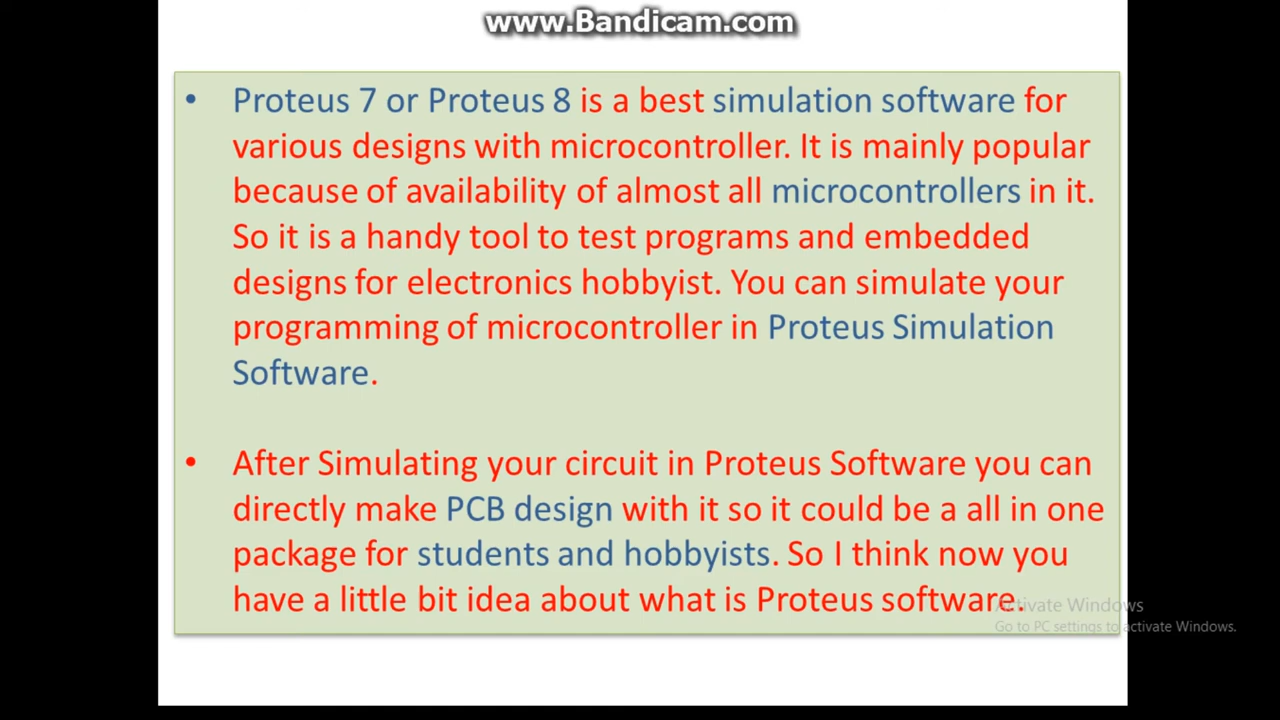 www.Bandicam.com
• Proteus 7 or Proteus 8 is a best simulation software for
various designs with microcontroller. It is mainly popular
because of availability of almost all microcontrollers in it.
So it is a handy tool to test programs and embedded
designs for electronics hobbyist. You can simulate your
programming of microcontroller in Proteus Simulation
Software.
• After Simulating your circuit in Proteus Software you can
directly make PCB design with it so it could be a all in one
package for students and hobbyists. So I think now you
have a little bit idea about what is Proteus software.
Activate Windows
Go to PC settings to activate Windows.